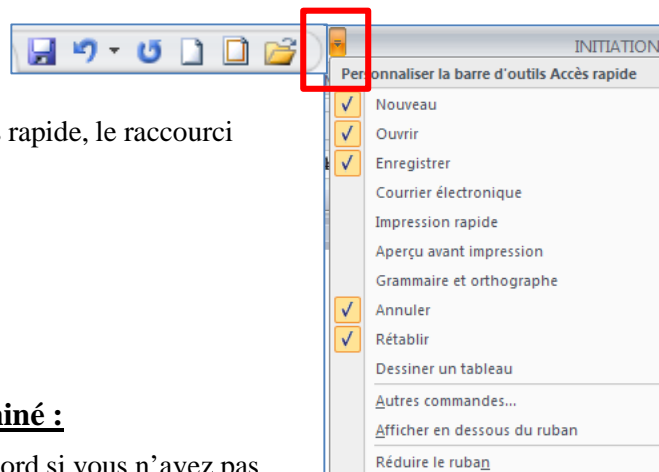 INITIATION
Personnaliser la barre d'outils Accès rapide
Nouveau
Ouvrir
Enregistrer
Courrier électronique
Impression rapide
Aperçu avant impression
Grammaire et orthographe
Annuler
Rétablir
Dessiner un tableau
Autres commandes...
Afficher en dessous du ruban
Réduire le ruban
rapide, le raccourci
iné :
ord si vous n'avez pas